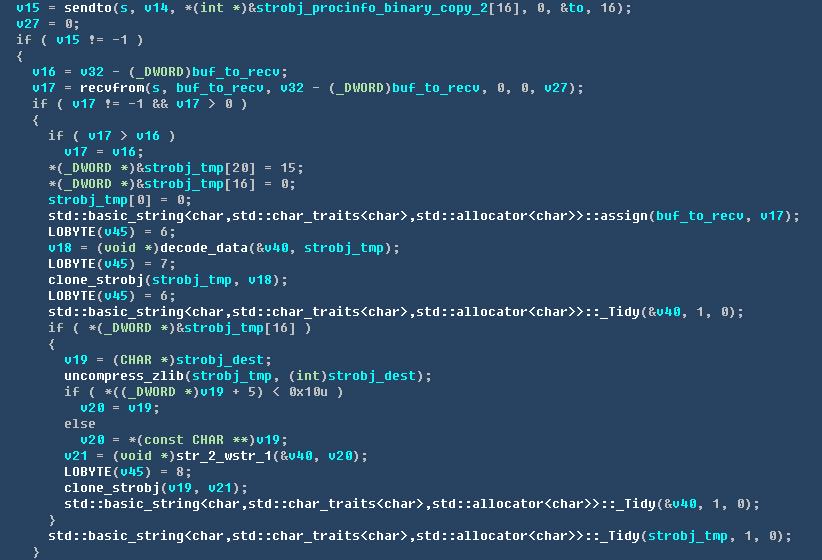 v15 = sendto(s, v14, *(int *)&strobj_procinfo_binary_copy_2[16], 0, &to, 16);
v27 = 0;
if ( v15 != -1 )
{
v16 = v32 - (_DWORD)buf_to_recv;
v17 = recvfrom(s, buf_to_recv, v32 - (_DWORD)buf_to_recv, 0, 0, v27);
if ( v17 != -1 && v17 > 0 )
{
if ( v17 > v16 )
v17 = v16;
*(_DWORD *)&strobj_tmp[20] = 15;
*(_DWORD *)&strobj_tmp[16] = 0;
strobj_tmp[0] = 0;
std::basic_string<char,std::char_traits<char>,std::allocator<char>>::assign(buf_to_recv, v17);
LOBYTE(v45) = 6;
v18 = (void *)decode_data(&v40, strobj_tmp);
LOBYTE(v45) = 7;
clone_strobj(strobj_tmp, v18);
LOBYTE(v45) = 6;
std::basic_string<char,std::char_traits<char>,std::allocator<char>>::_Tidy(&v40, 1, 0);
if ( *(_DWORD *)&strobj_tmp[16] )
{
v19 = (CHAR *)strobj_dest;
uncompress_zlib(strobj_tmp, (int)strobj_dest);
if ( *((_DWORD *)v19 + 5) < 0x10u )
v20 = v19;
else
v20 = *(const CHAR **)v19;
v21 = (void *)str_2_wstr_1(&v40, v20);
LOBYTE(v45) = 8;
clone_strobj(v19, v21);
std::basic_string<char,std::char_traits<char>,std::allocator<char>>::_Tidy(&v40, 1, 0);
}
std::basic_string<char,std::char_traits<char>,std::allocator<char>>::_Tidy(strobj_tmp, 1, 0);
}